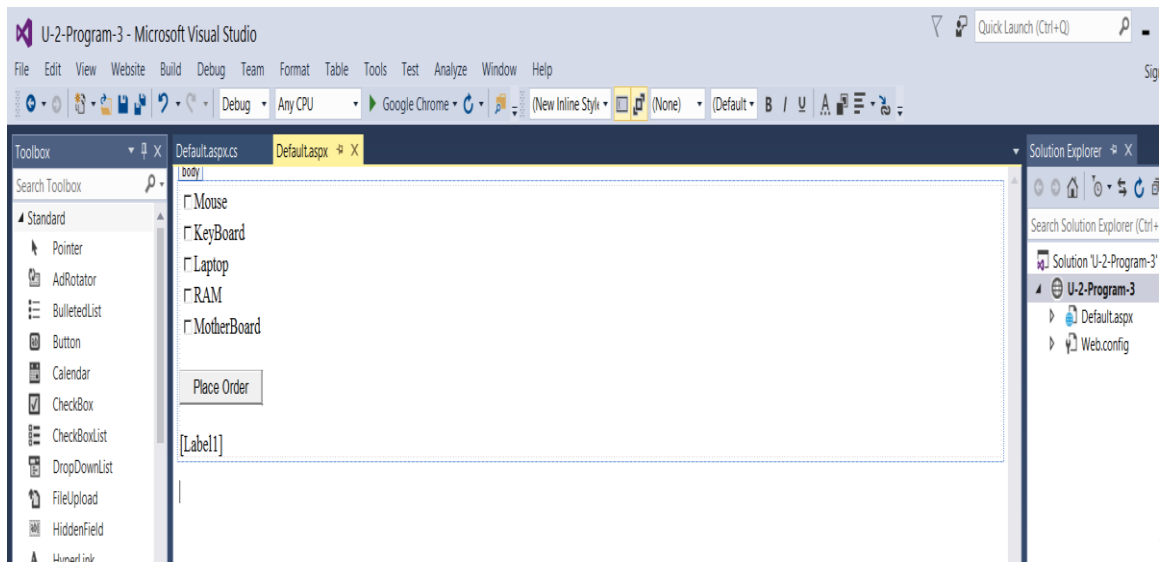 U-2-Program-3 - Microsoft Visual Studio
Quick Launch (Ctrl+Q)
File Edit View Website Build Debug Team Format Table Tools Test Analyze Window Help
Sig
Debug Any CPU Google Chrome (New Inline Style (None) (Default B I U A
Toolbox
Default.aspx.cs Default.aspx
Solution Explorer
Search Toolbox
Standard
Pointer
AdRotator
BulletedList
Button
Calendar
CheckBox
CheckBoxList
DropDownList
FileUpload
HiddenField
HyperLink
body
Mouse
KeyBoard
Laptop
RAM
MotherBoard
Place Order
[Label1]
Search Solution Explorer (Ctrl+
Solution 'U-2-Program-3'
U-2-Program-3
Default.aspx
Web.config